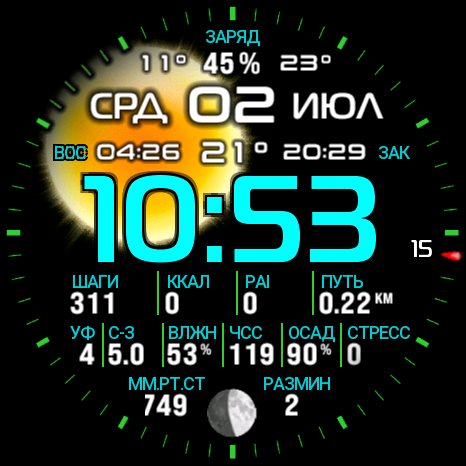 ЗАРЯД
11° 45% 23°
СРД 02 ИЮЛ
ВОС 04:26 21° 20:29 ЗАК
10:53
15
ШАГИ ККАЛ PAI ПУТЬ
311 0 0 0.22 КМ
УФ С-З ВЛЖН ЧСС ОСАД СТРЕСС
4 5.0 53% 119 90% 0
ММ.РТ.СТ РАЗМИН
749 2